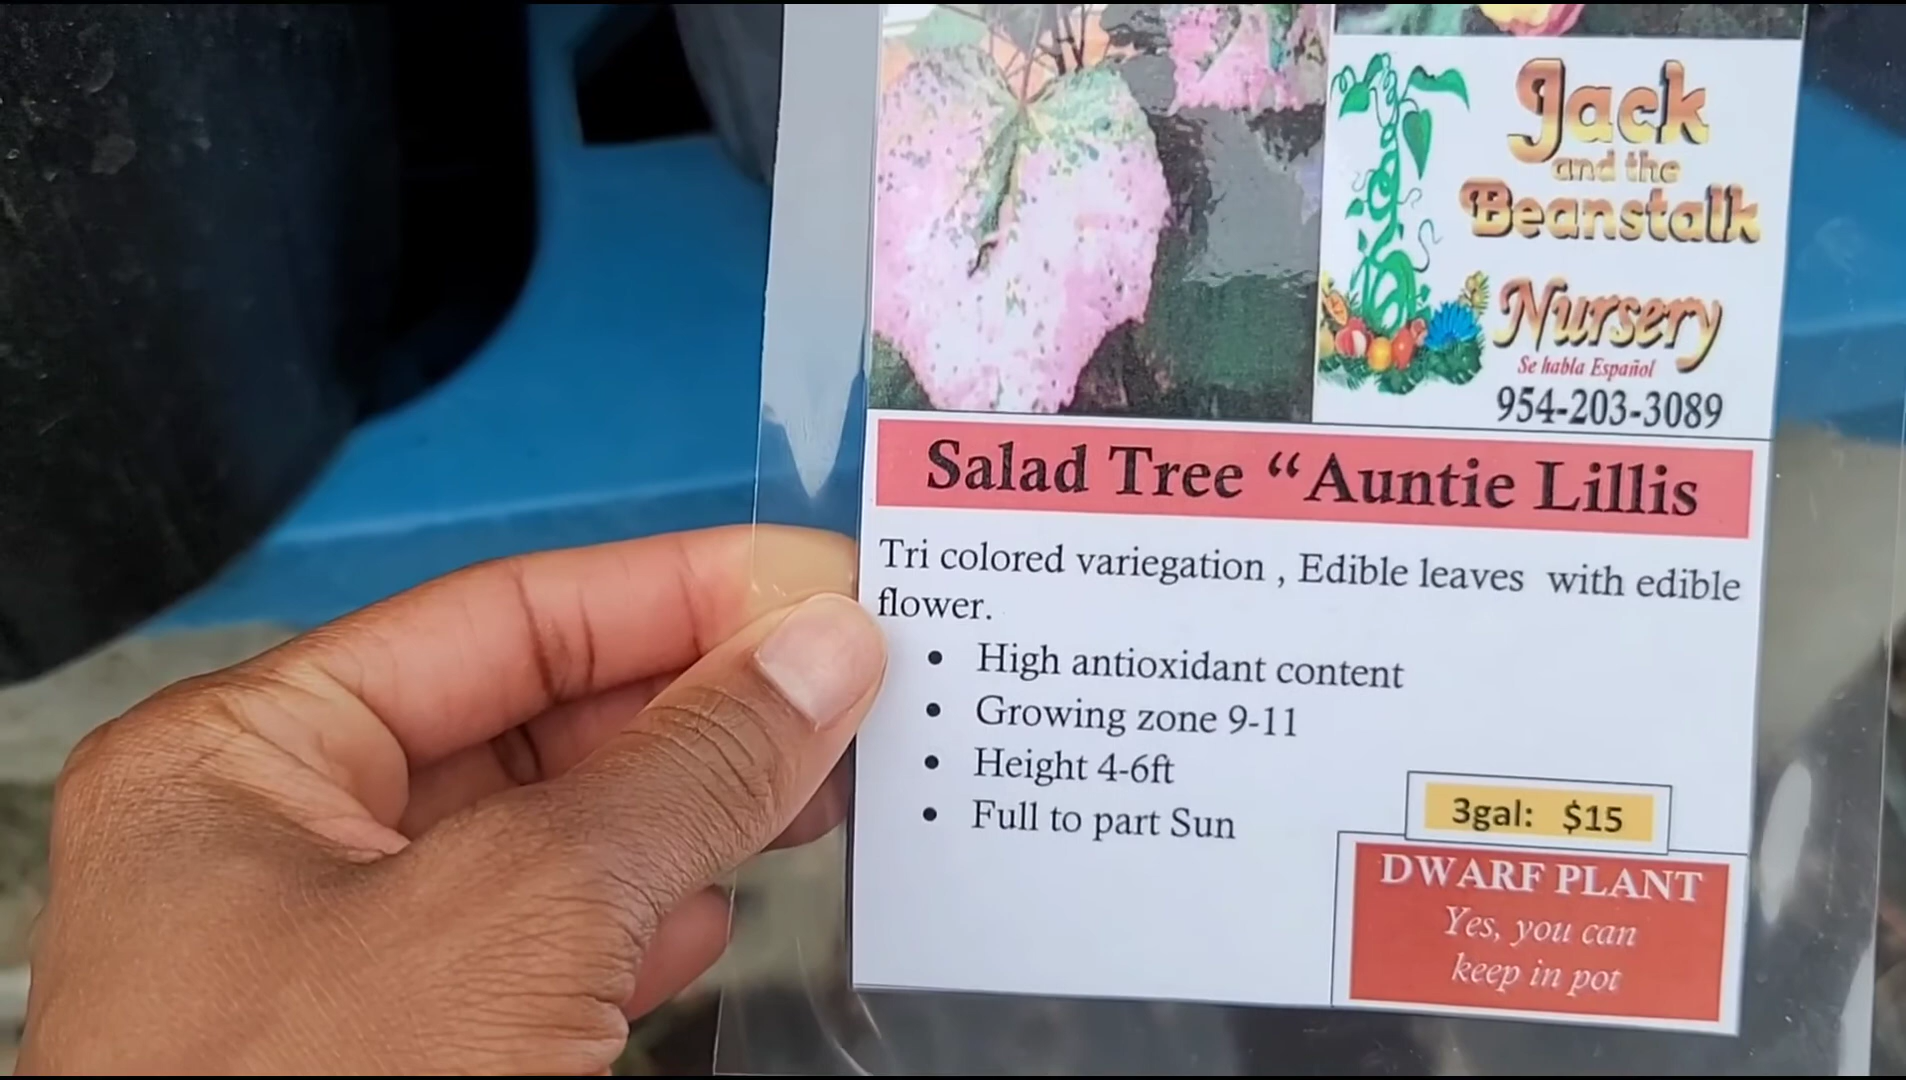 Jack
and the
Beanstalk
Nursery
Se habla Español
954-203-3089
Salad Tree “Auntie Lillis
Tri colored variegation , Edible leaves with edible
flower.
• High antioxidant content
• Growing zone 9-11
• Height 4-6ft
• Full to part Sun
3gal: $15
DWARF PLANT
Yes, you can
keep in pot